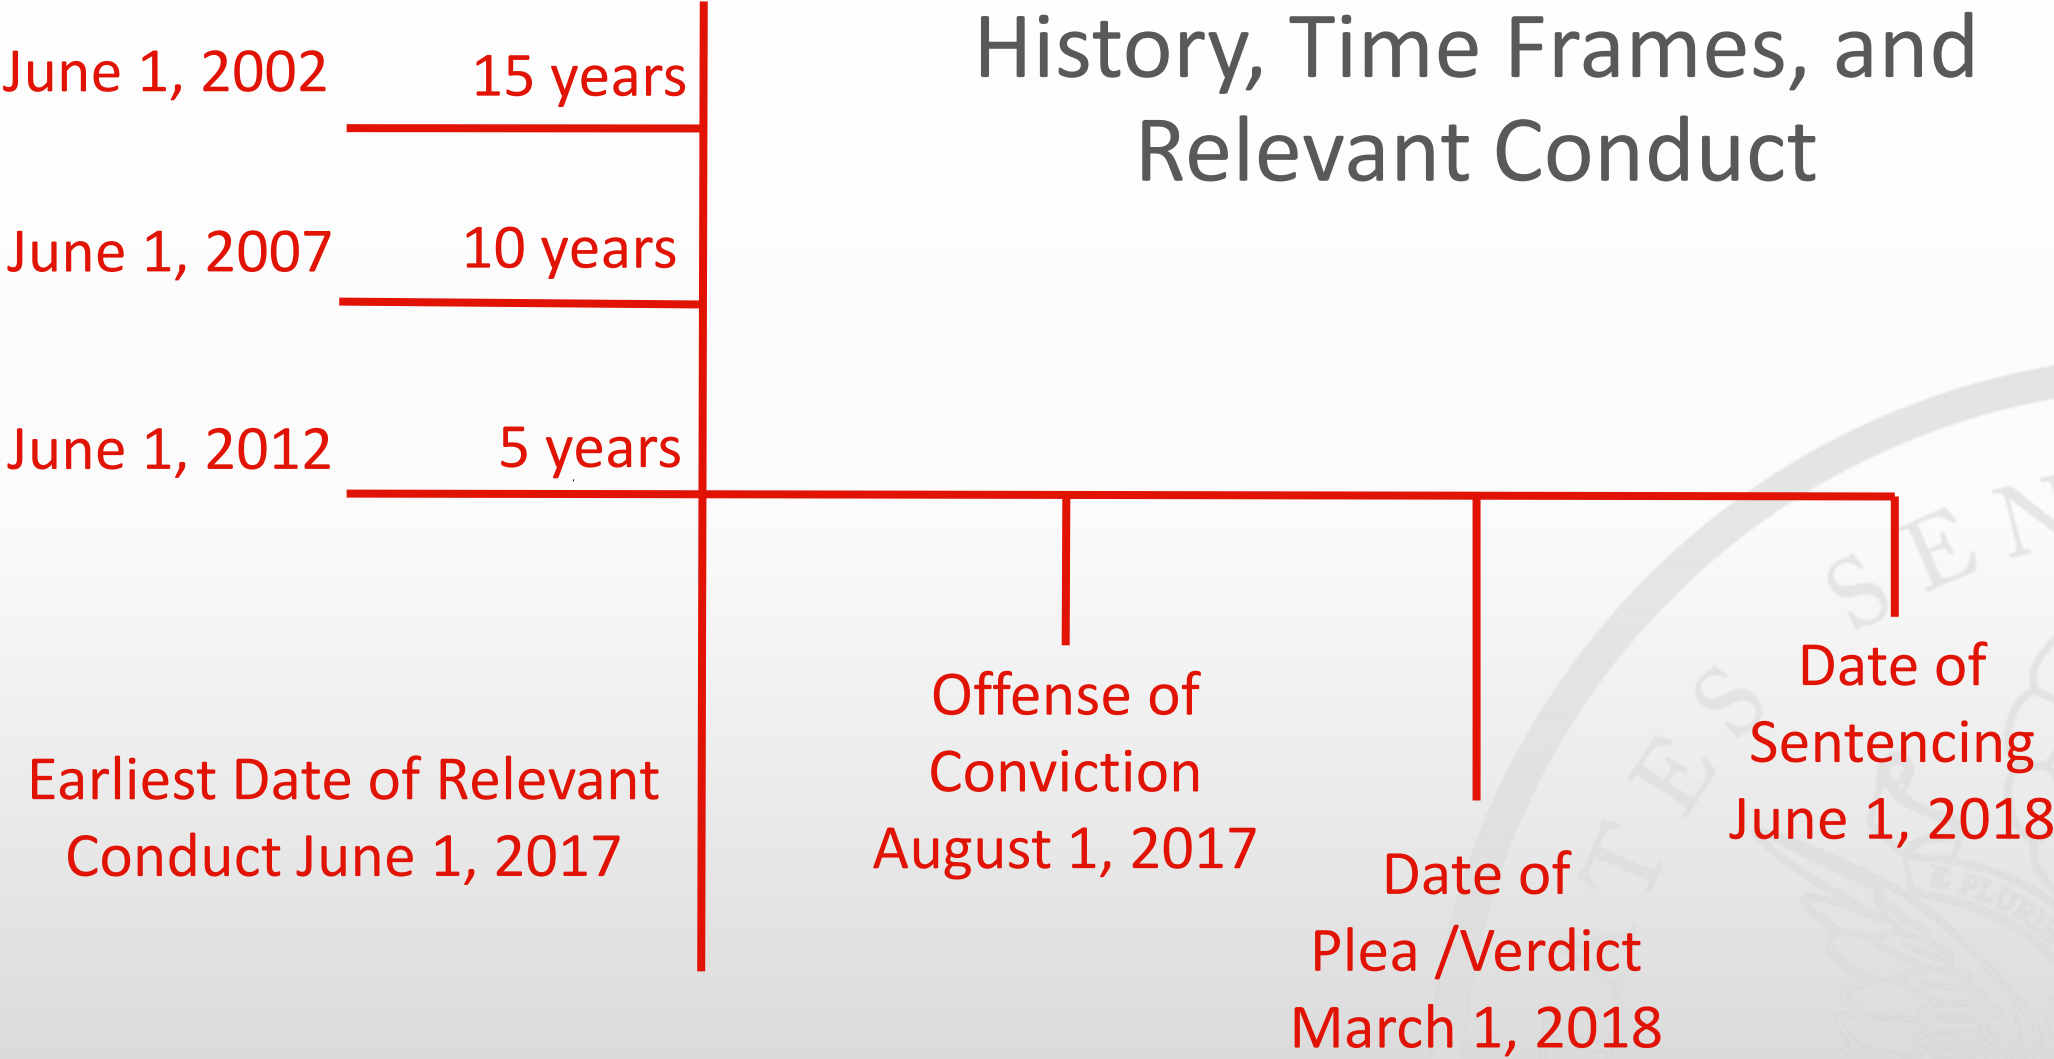 History, Time Frames, and
Relevant Conduct
June 1, 2002
15 years
June 1, 2007
10 years
June 1, 2012
5 years
Earliest Date of Relevant
Conduct June 1, 2017
Offense of
Conviction
August 1, 2017
Date of
Plea /Verdict
March 1, 2018
Date of
Sentencing
June 1, 2018